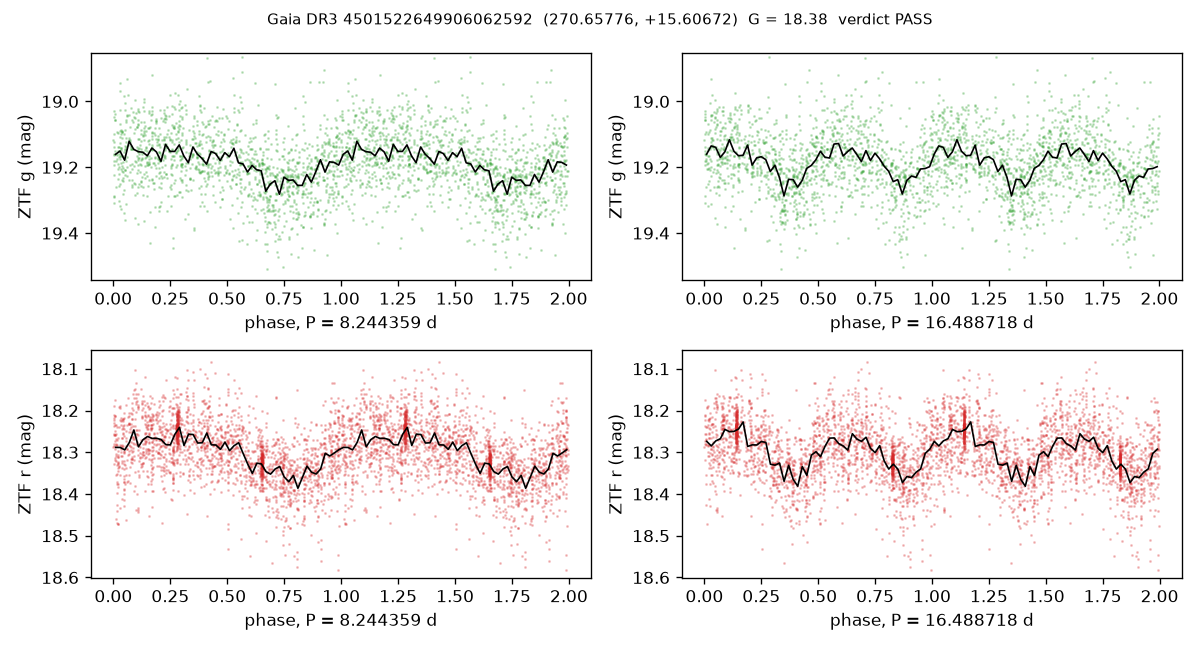 Gaia DR3 4501522649906062592  (270.65776, +15.60672)  G = 18.38  verdict PASS
ZTF g (mag)
19.0
19.2
19.4
0.00 0.25 0.50 0.75 1.00 1.25 1.50 1.75 2.00
phase, P = 8.244359 d
ZTF g (mag)
19.0
19.2
19.4
0.00 0.25 0.50 0.75 1.00 1.25 1.50 1.75 2.00
phase, P = 16.488718 d
ZTF r (mag)
18.1
18.2
18.3
18.4
18.5
18.6
0.00 0.25 0.50 0.75 1.00 1.25 1.50 1.75 2.00
phase, P = 8.244359 d
ZTF r (mag)
18.1
18.2
18.3
18.4
18.5
18.6
0.00 0.25 0.50 0.75 1.00 1.25 1.50 1.75 2.00
phase, P = 16.488718 d